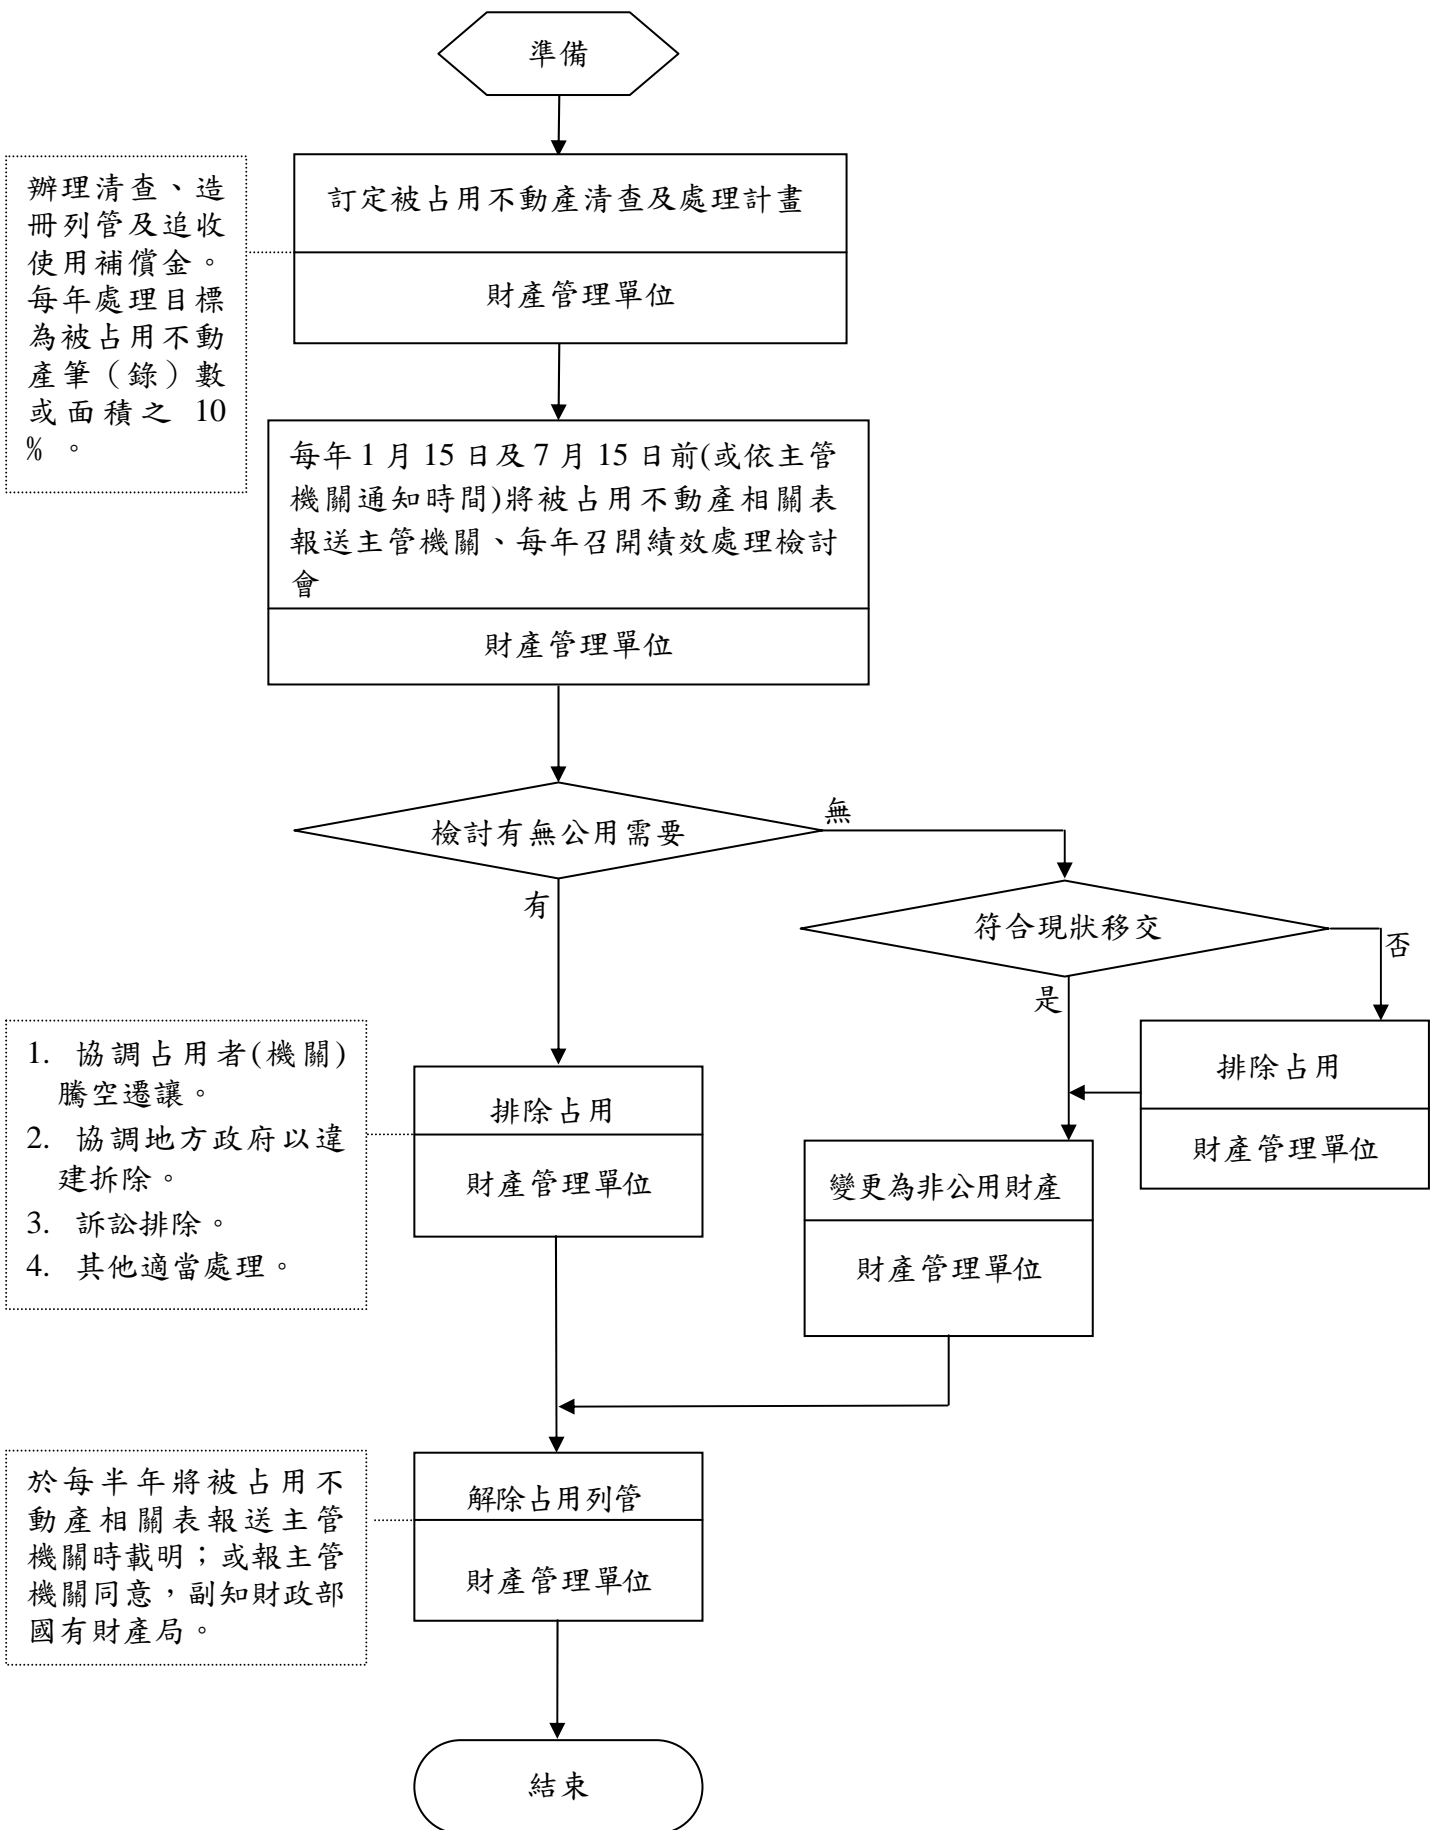 準備
辦理清查、造
冊列管及追收
使用補償金。
每年處理目標
為被占用不動
產筆（錄）數
或面積之 10
% 。
訂定被占用不動產清查及處理計畫
財產管理單位
每年 1 月 15 日及 7 月 15 日前(或依主管
機關通知時間)將被占用不動產相關表
報送主管機關、每年召開績效處理檢討
會
財產管理單位
檢討有無公用需要
無
有
符合現狀移交
否
是
1. 協調占用者(機關)
騰空遷讓。
2. 協調地方政府以違
建拆除。
3. 訴訟排除。
4. 其他適當處理。
排除占用
財產管理單位
排除占用
財產管理單位
變更為非公用財產
財產管理單位
於每半年將被占用不
動產相關表報送主管
機關時載明；或報主管
機關同意，副知財政部
國有財產局。
解除占用列管
財產管理單位
結束